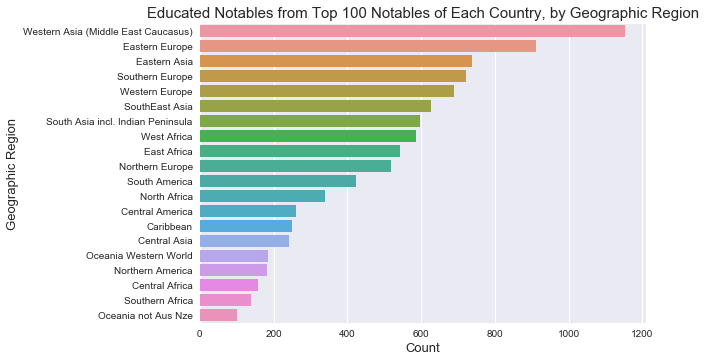 Educated Notables from Top 100 Notables of Each Country, by Geographic Region
Western Asia (Middle East Caucasus)
Eastern Europe
Eastern Asia
Southern Europe
Western Europe
SouthEast Asia
South Asia incl. Indian Peninsula
West Africa
East Africa
Northern Europe
South America
North Africa
Central America
Caribbean
Central Asia
Oceania Western World
Northern America
Central Africa
Southern Africa
Oceania not Aus Nze
Geographic Region
0 200 400 600 800 1000 1200
Count